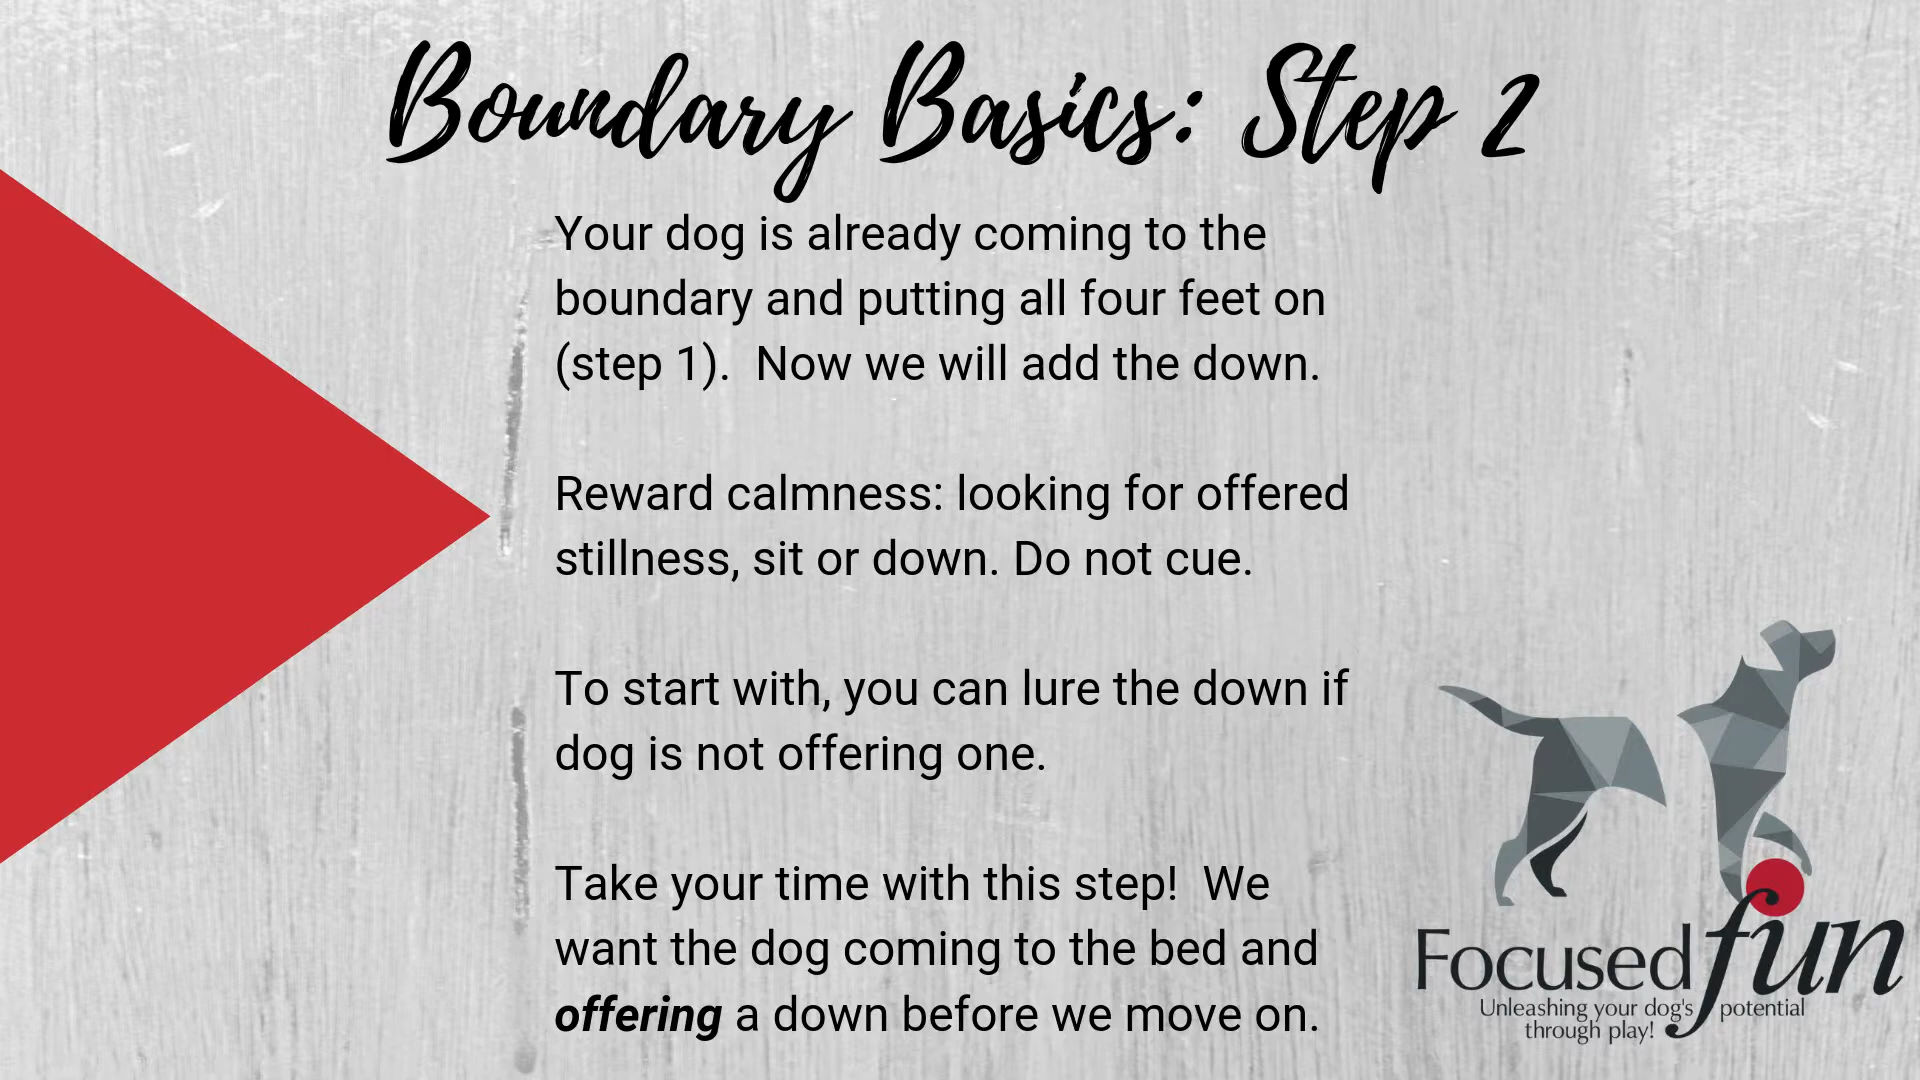 Boundary Basics: Step 2
Your dog is already coming to the
boundary and putting all four feet on
(step 1).  Now we will add the down.
Reward calmness: looking for offered
stillness, sit or down. Do not cue.
To start with, you can lure the down if
dog is not offering one.
Take your time with this step!  We
want the dog coming to the bed and
offering a down before we move on.
Focused fun
Unleashing your dog's potential
through play!